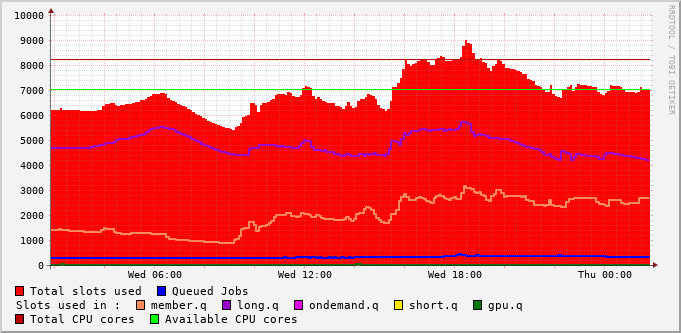 10000
9000
8000
7000
6000
5000
4000
3000
2000
1000
0
Wed 06:00 Wed 12:00 Wed 18:00 Thu 00:00
RRDTOOL / TOBI OETIKER
Total slots used Queued Jobs
Slots used in : member.q long.q ondemand.q short.q gpu.q
Total CPU cores Available CPU cores